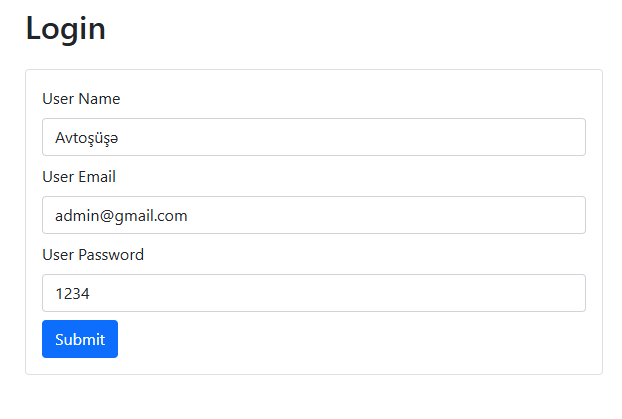 Login
User Name
Avtoşüşə
User Email
admin@gmail.com
User Password
1234
Submit